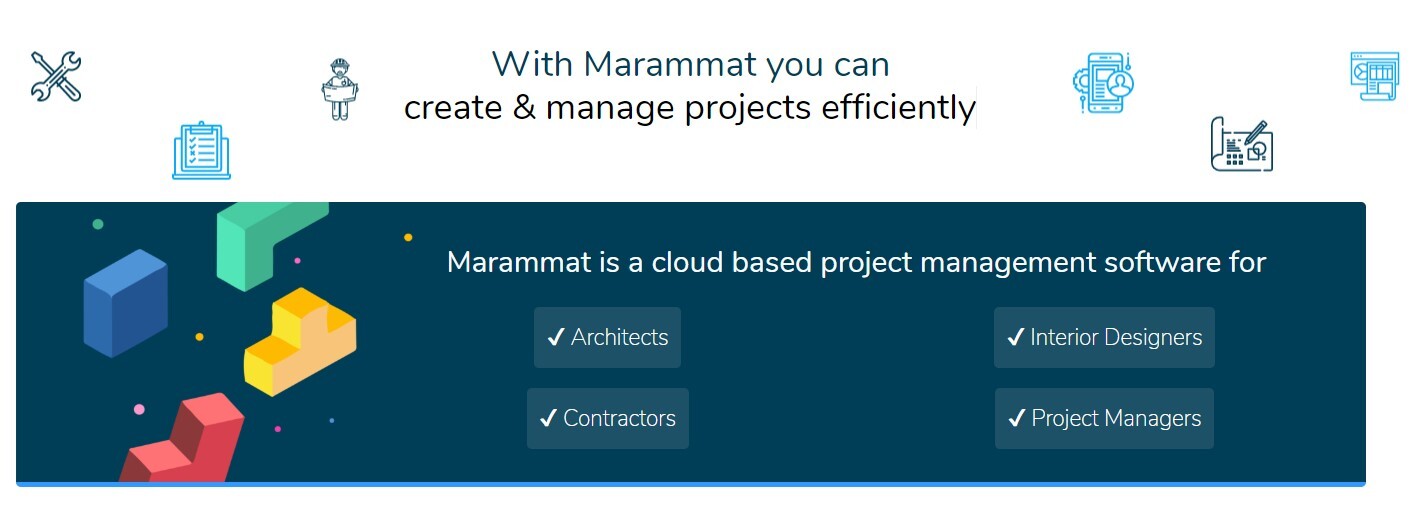 With Marammat you can
create & manage projects efficiently
Marammat is a cloud based project management software for
✓ Architects
✓ Interior Designers
✓ Contractors
✓ Project Managers